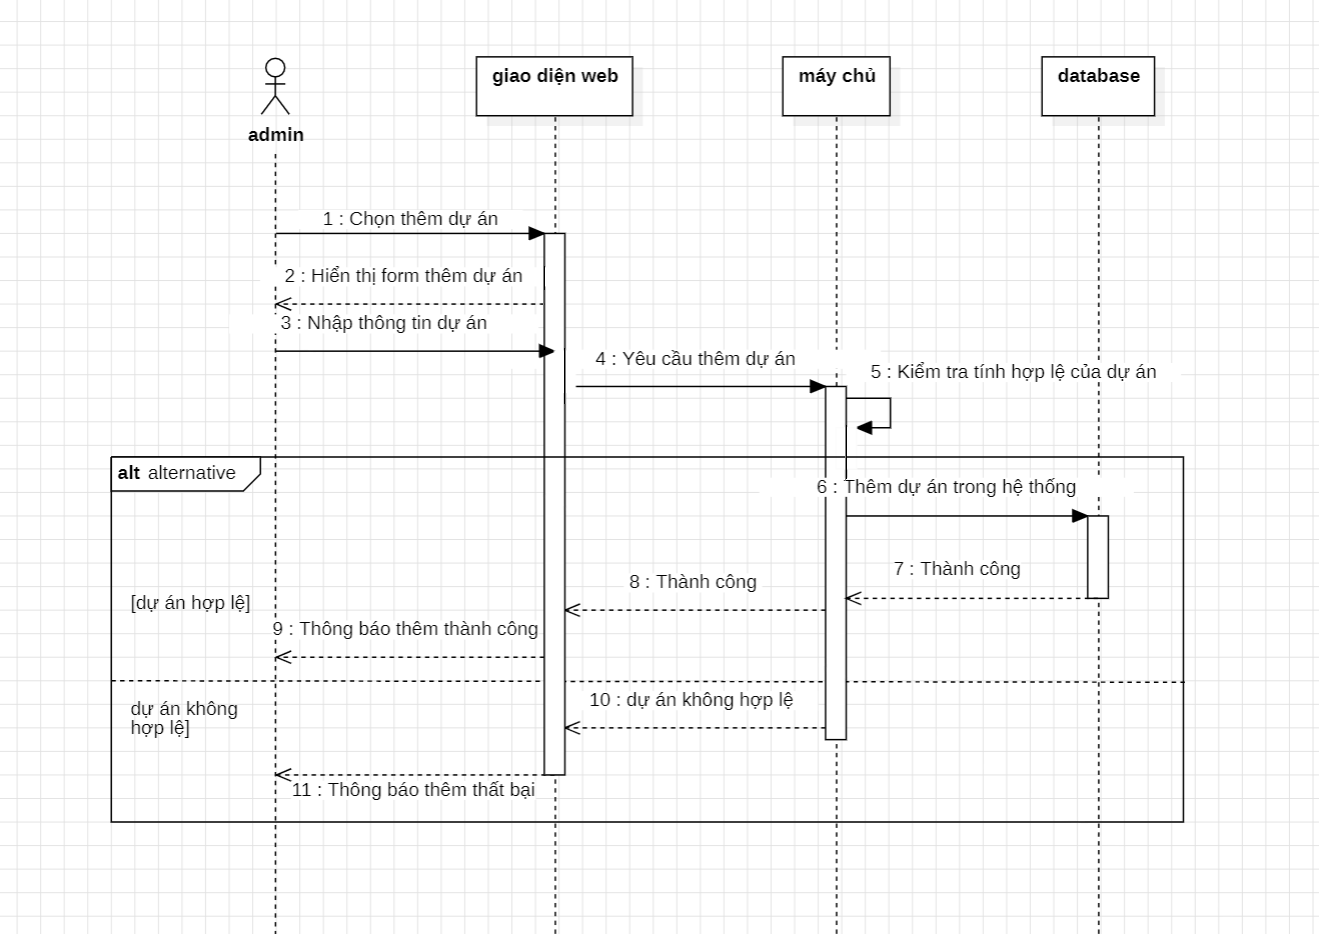 giao diện web
máy chủ
database
admin
1 : Chọn thêm dự án
2 : Hiển thị form thêm dự án
3 : Nhập thông tin dự án
4 : Yêu cầu thêm dự án
5 : Kiểm tra tính hợp lệ của dự án
alt alternative
6 : Thêm dự án trong hệ thống
7 : Thành công
8 : Thành công
[dự án hợp lệ]
9 : Thông báo thêm thành công
10 : dự án không hợp lệ
dự án không
hợp lệ]
11 : Thông báo thêm thất bại